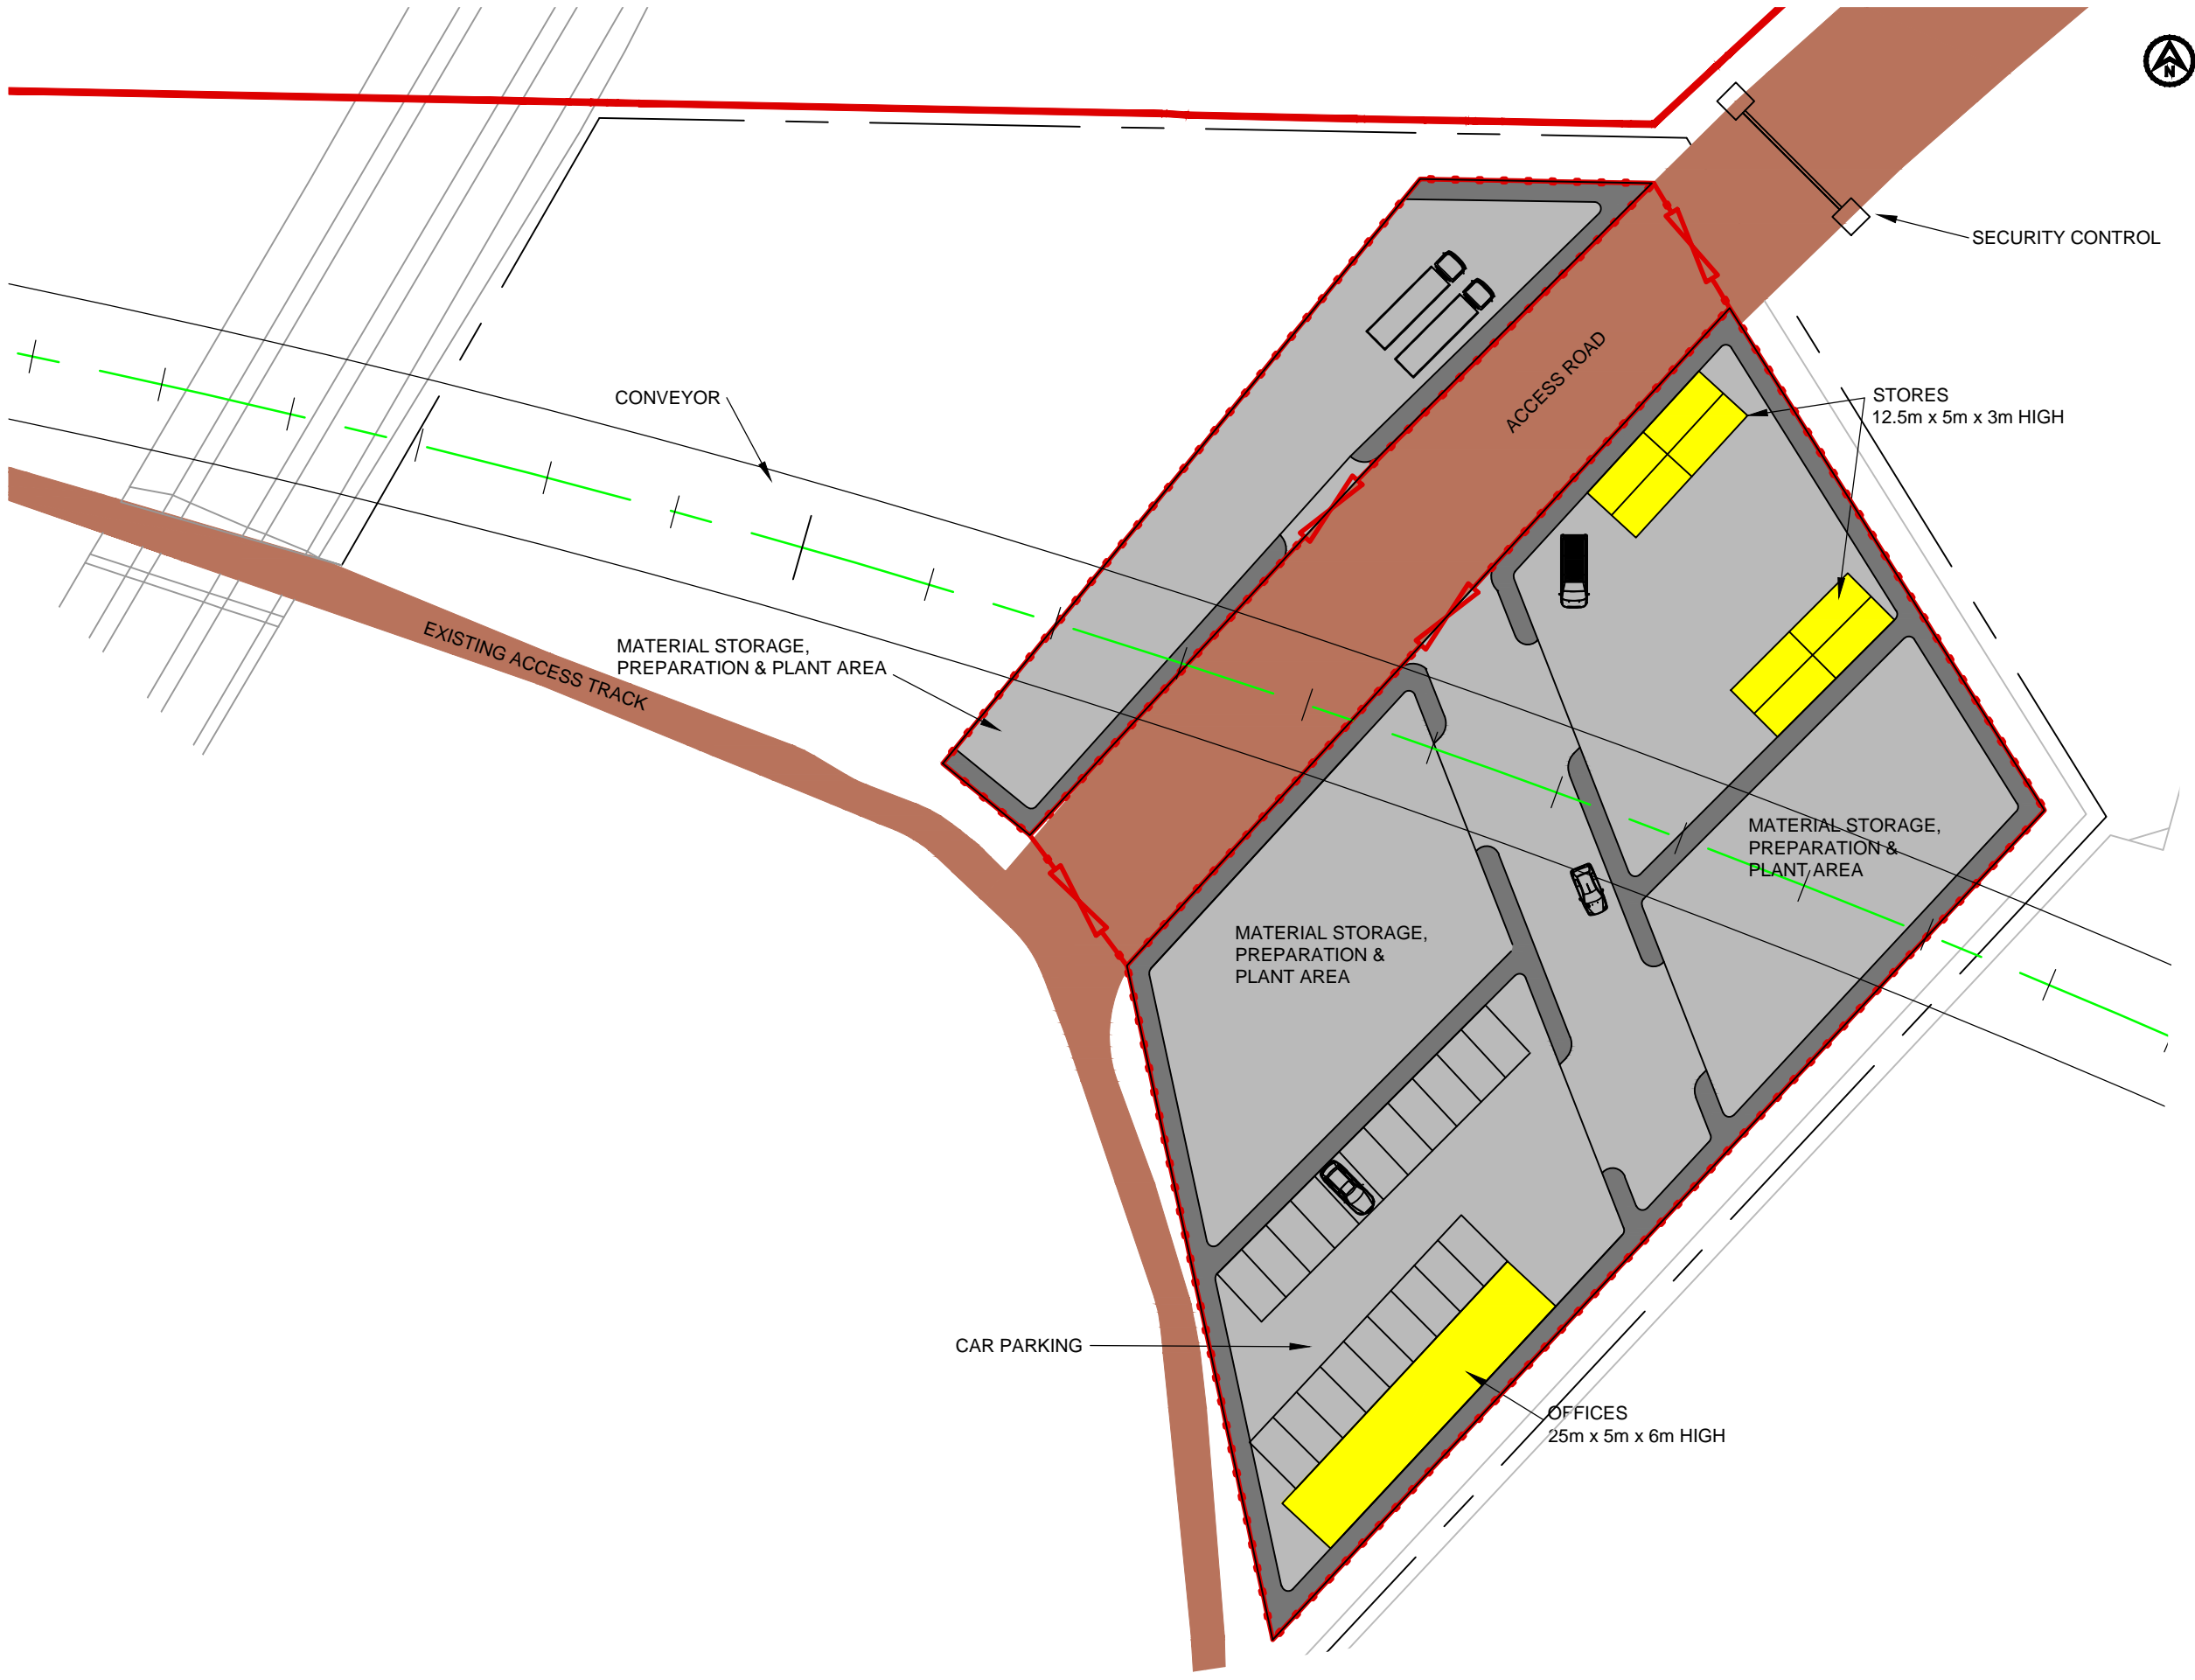 N
SECURITY CONTROL
ACCESS ROAD
STORES
12.5m x 5m x 3m HIGH
CONVEYOR
EXISTING ACCESS TRACK
MATERIAL STORAGE,
PREPARATION & PLANT AREA
MATERIAL STORAGE,
PREPARATION &
PLANT AREA
MATERIAL STORAGE,
PREPARATION &
PLANT AREA
CAR PARKING
OFFICES
25m x 5m x 6m HIGH